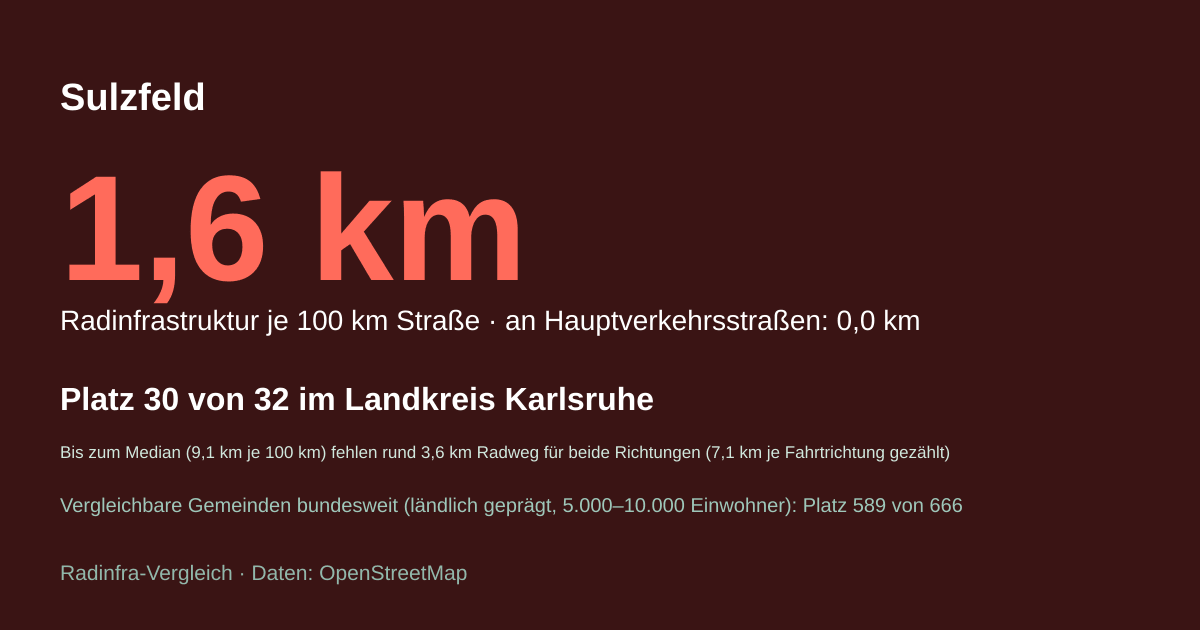 Sulzfeld
1,6 km
Radinfrastruktur je 100 km Straße · an Hauptverkehrsstraßen: 0,0 km
Platz 30 von 32 im Landkreis Karlsruhe
Bis zum Median (9,1 km je 100 km) fehlen rund 3,6 km Radweg für beide Richtungen (7,1 km je Fahrtrichtung gezählt)
Vergleichbare Gemeinden bundesweit (ländlich geprägt, 5.000–10.000 Einwohner): Platz 589 von 666
Radinfra-Vergleich · Daten: OpenStreetMap